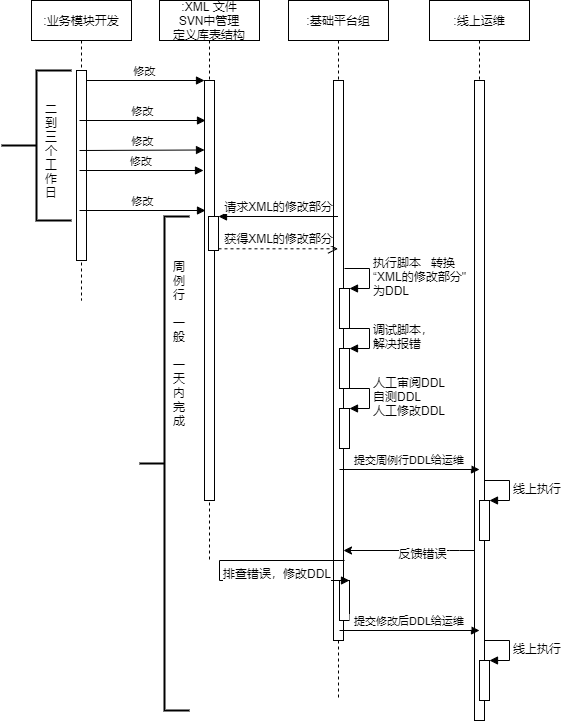 :业务模块开发
:XML 文件
SVN中管理
定义库表结构
:基础平台组
:线上运维
修改
修改
修改
修改
修改
二到三个工作日
请求XML的修改部分
获得XML的修改部分
周例行 一般 一天内完成
执行脚本 转换
“XML的修改部分”
为DDL
调试脚本，
解决报错
人工审阅DDL
自测DDL
人工修改DDL
提交周例行DDL给运维
线上执行
反馈错误
排查错误，修改DDL
提交修改后DDL给运维
线上执行